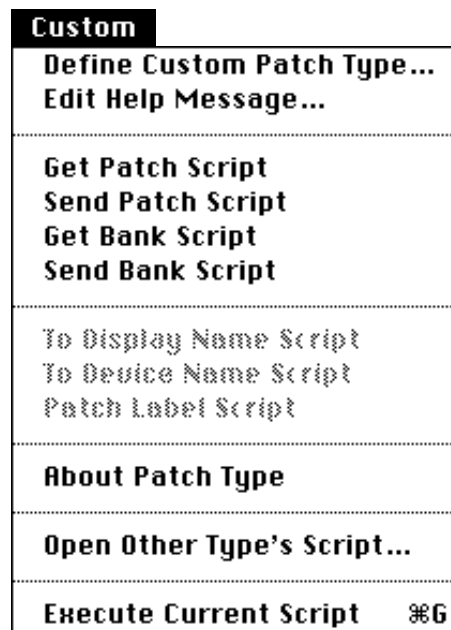 Custom
Define Custom Patch Type...
Edit Help Message...
Get Patch Script
Send Patch Script
Get Bank Script
Send Bank Script
To Display Name Script
To Device Name Script
Patch Label Script
About Patch Type
Open Other Type's Script...
Execute Current Script ⌘G